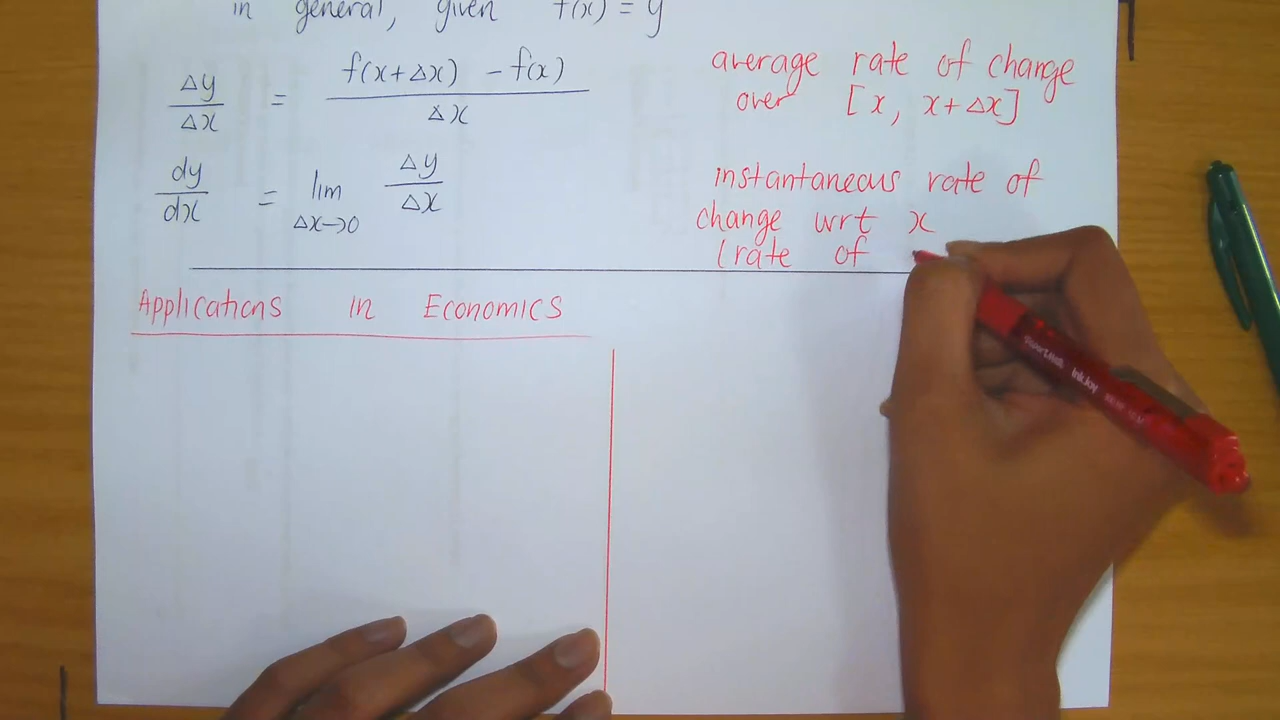 in general, given f(x) = y
Δy/Δx = f(x+Δx) - f(x) / Δx
average rate of change
over [x, x+Δx]
dy/dx = lim Δx→0 Δy/Δx
instantaneous rate of
change wrt x
(rate of
Applications in Economics
InkJoy